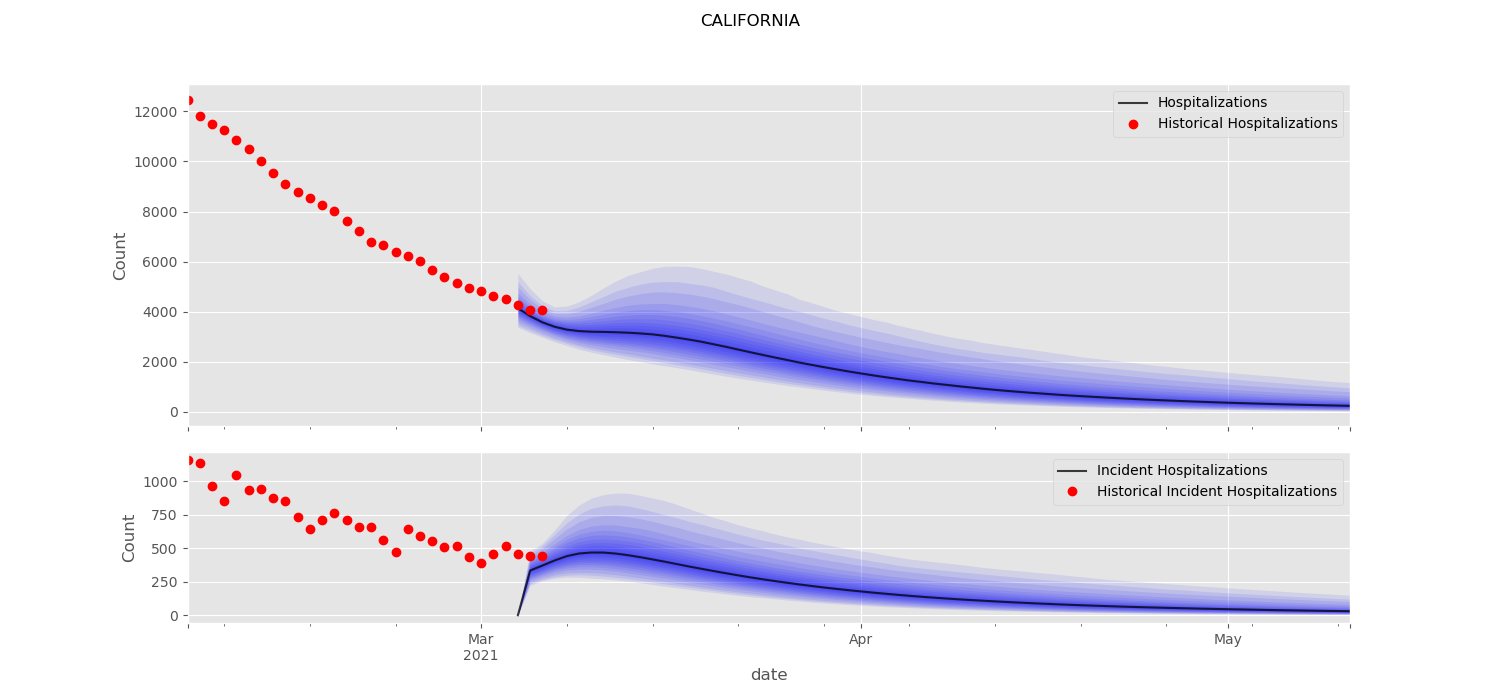 CALIFORNIA
Hospitalizations
Historical Hospitalizations
Count
12000
10000
8000
6000
4000
2000
0
Incident Hospitalizations
Historical Incident Hospitalizations
Count
1000
750
500
250
0
Mar
2021
Apr
May
date